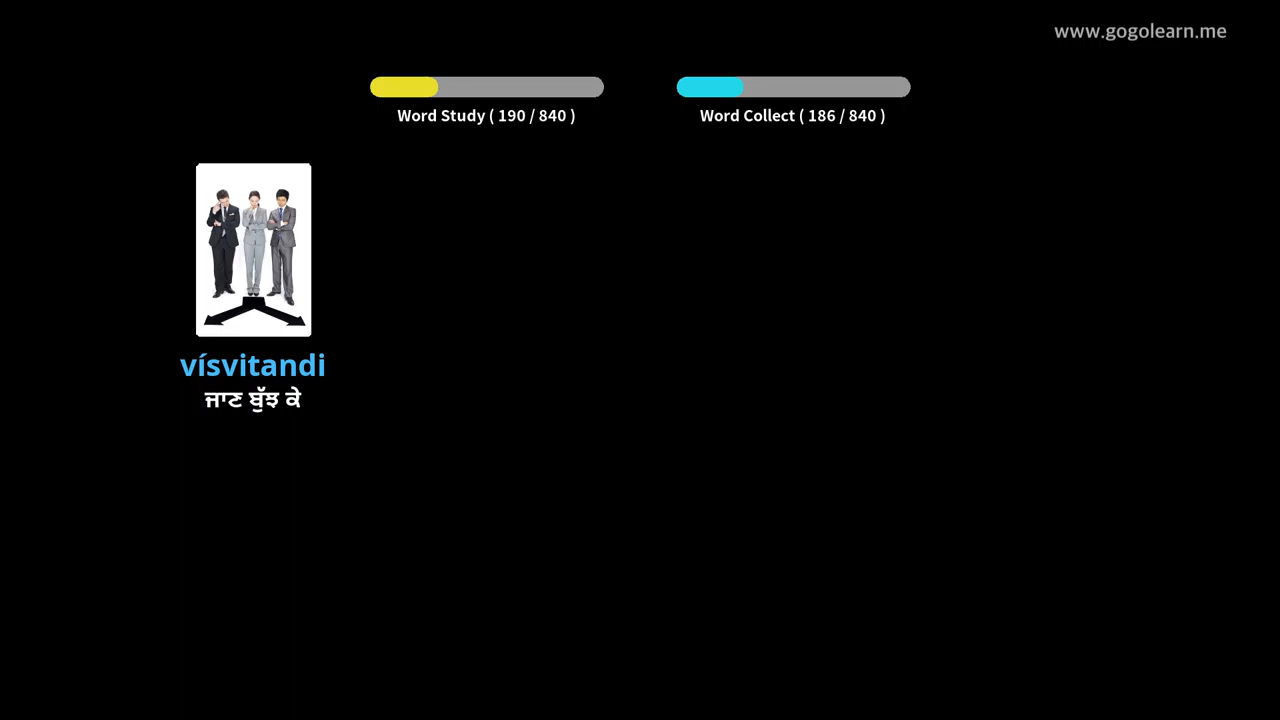 www.gogolearn.me
Word Study ( 190 / 840 )
Word Collect ( 186 / 840 )
vísvitandi
ਜਾਣ ਬੁੱਝ ਕੇ